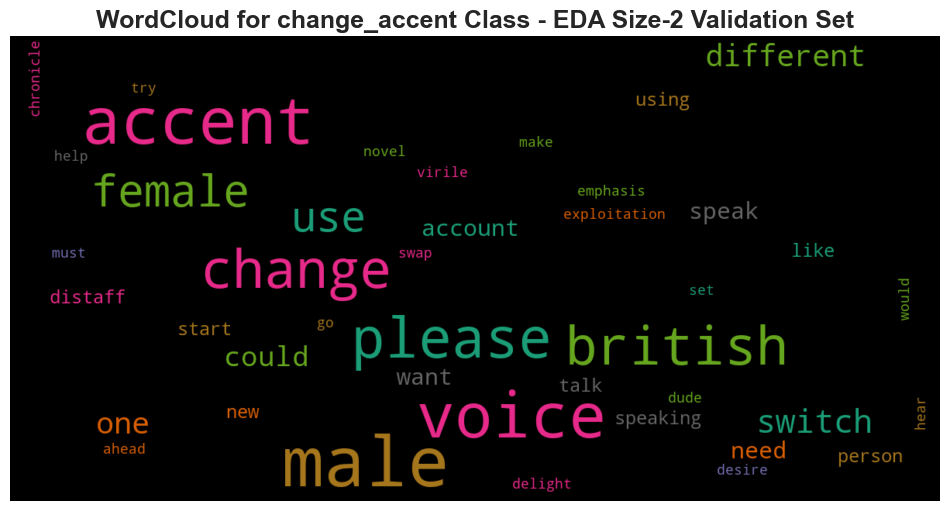 WordCloud for change_accent Class - EDA Size-2 Validation Set
chronicle
different
try
using
accent
make
help
novel
virile
female
emphasis
exploitation
speak
use
account
must
change
swap
like
distaff
set
would
start
go
please
british
could
want
talk
dude
hear
one
new
voice
speaking
switch
ahead
male
need
person
desire
delight